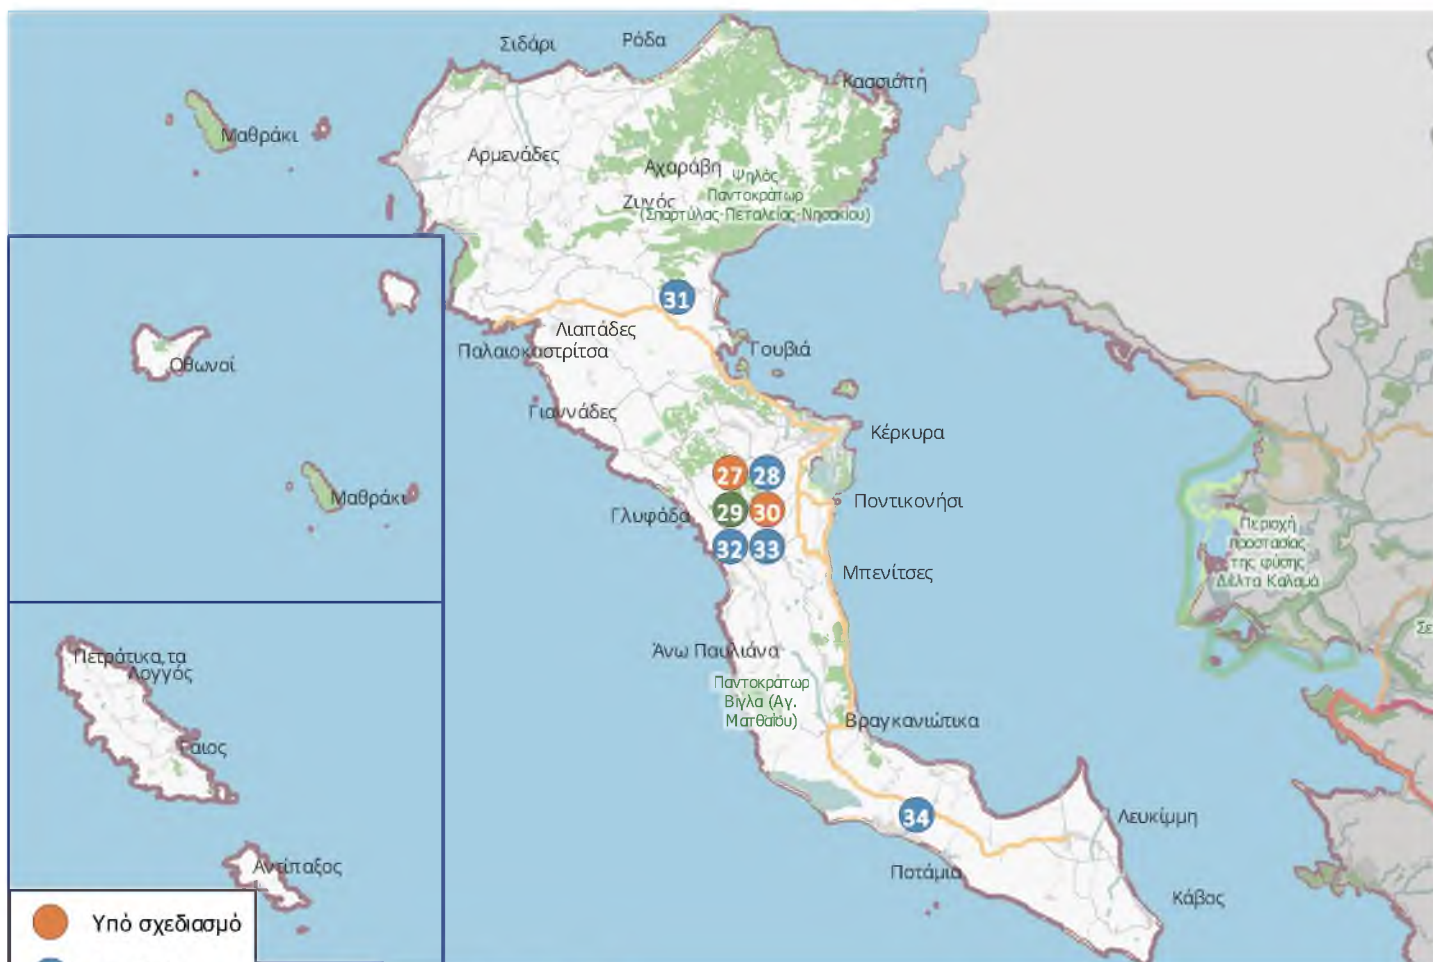 Σιδάρι
Ρόδα
Κασσιόπη
Μαθράκι
Αρμενάδες
Αχαράβη
Ψηλός
Παντοκράτωρ
(Σπαρτύλας-Πεταλείας-Νησακίου)
Ζυγός
31
Λιαπάδες
Παλαιοκαστρίτσα
Γουβιά
Οθωνοί
Γιαννάδες
Κέρκυρα
27
28
Μαθράκι
Γλυφάδα
29
30
Ποντικονήσι
32
33
Περιοχή
προστασίας
της φύσης
Δέλτα Καλαμά
Μπενίτσες
Σε
Άνω Παυλιάνα
Πετράτικα, τα
Λογγός
Παντοκράτωρ
Βίγλα (Αγ.
Ματθαίου)
Βραγκανιώτικα
Γάιος
34
Λευκίμμη
Αντίπαξος
Ποτάμια
Κάβος
Υπό σχεδιασμό